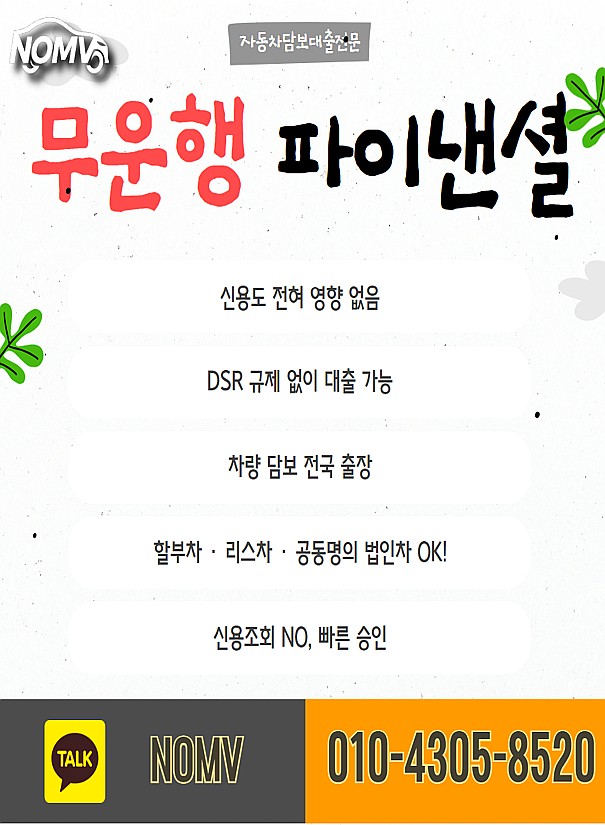 NOMV
자동차담보대출전문
무운행 파이낸셜
신용도 전혀 영향 없음
DSR 규제 없이 대출 가능
차량 담보 전국 출장
할부차 · 리스차 · 공동명의 법인차 OK!
신용조회 NO, 빠른 승인
TALK NOMV 010-4305-8520